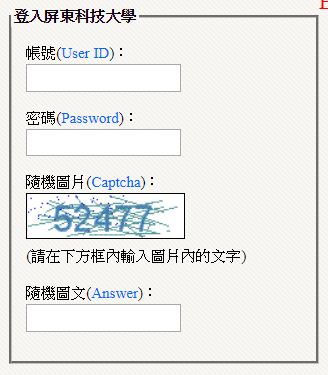 登入屏東科技大學
帳號(User ID)：
密碼(Password)：
隨機圖片(Captcha)：
52477
(請在下方框內輸入圖片內的文字)
隨機圖文(Answer)：